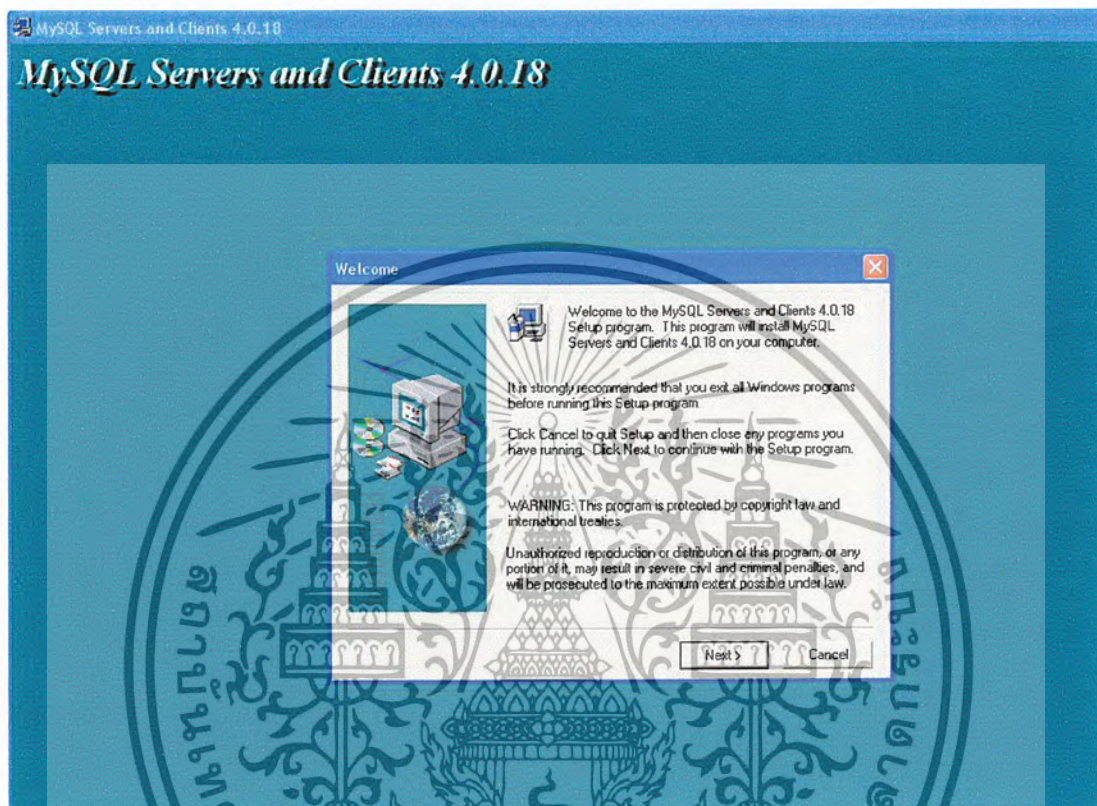 MySQL Servers and Clients 4.0.18
MySQL Servers and Clients 4.0.18
Welcome
Welcome to the MySQL Servers and Clients 4.0.18
Setup program. This program will install MySQL
Servers and Clients 4.0.18 on your computer.
It is strongly recommended that you exit all Windows programs
before running this Setup program.
Click Cancel to quit Setup and then close any programs you
have running. Click Next to continue with the Setup program.
WARNING: This program is protected by copyright law and
international treaties.
Unauthorized reproduction or distribution of this program, or any
portion of it, may result in severe civil and criminal penalties, and
will be prosecuted to the maximum extent possible under law.
Next >
Cancel